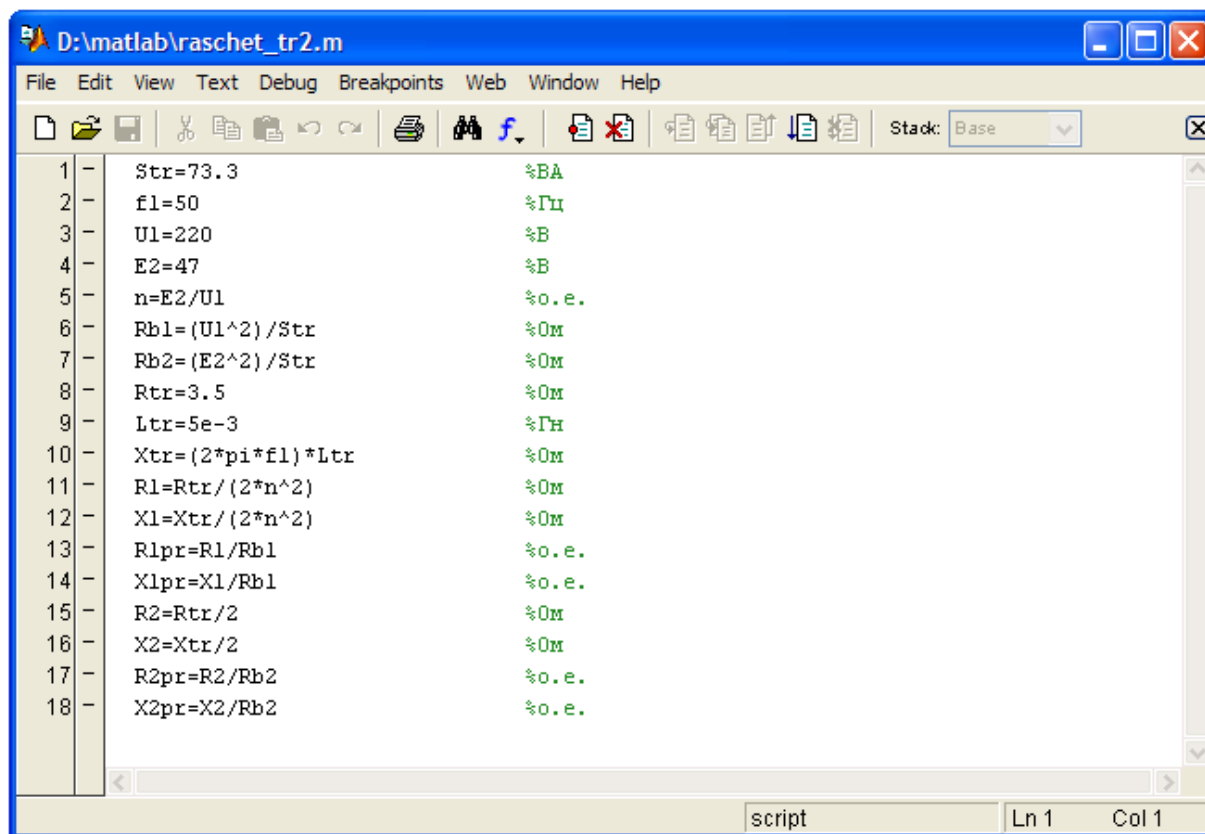 D:\matlab\raschet_tr2.m
File Edit View Text Debug Breakpoints Web Window Help
Stack: Base
1 - Str=73.3 %ВА
2 - f1=50 %Гц
3 - U1=220 %В
4 - E2=47 %В
5 - n=E2/U1 %о.е.
6 - Rb1=(U1^2)/Str %Ом
7 - Rb2=(E2^2)/Str %Ом
8 - Rtr=3.5 %Ом
9 - Ltr=5e-3 %Гн
10 - Xtr=(2*pi*f1)*Ltr %Ом
11 - R1=Rtr/(2*n^2) %Ом
12 - X1=Xtr/(2*n^2) %Ом
13 - R1pr=R1/Rb1 %о.е.
14 - X1pr=X1/Rb1 %о.е.
15 - R2=Rtr/2 %Ом
16 - X2=Xtr/2 %Ом
17 - R2pr=R2/Rb2 %о.е.
18 - X2pr=X2/Rb2 %о.е.
script Ln 1 Col 1